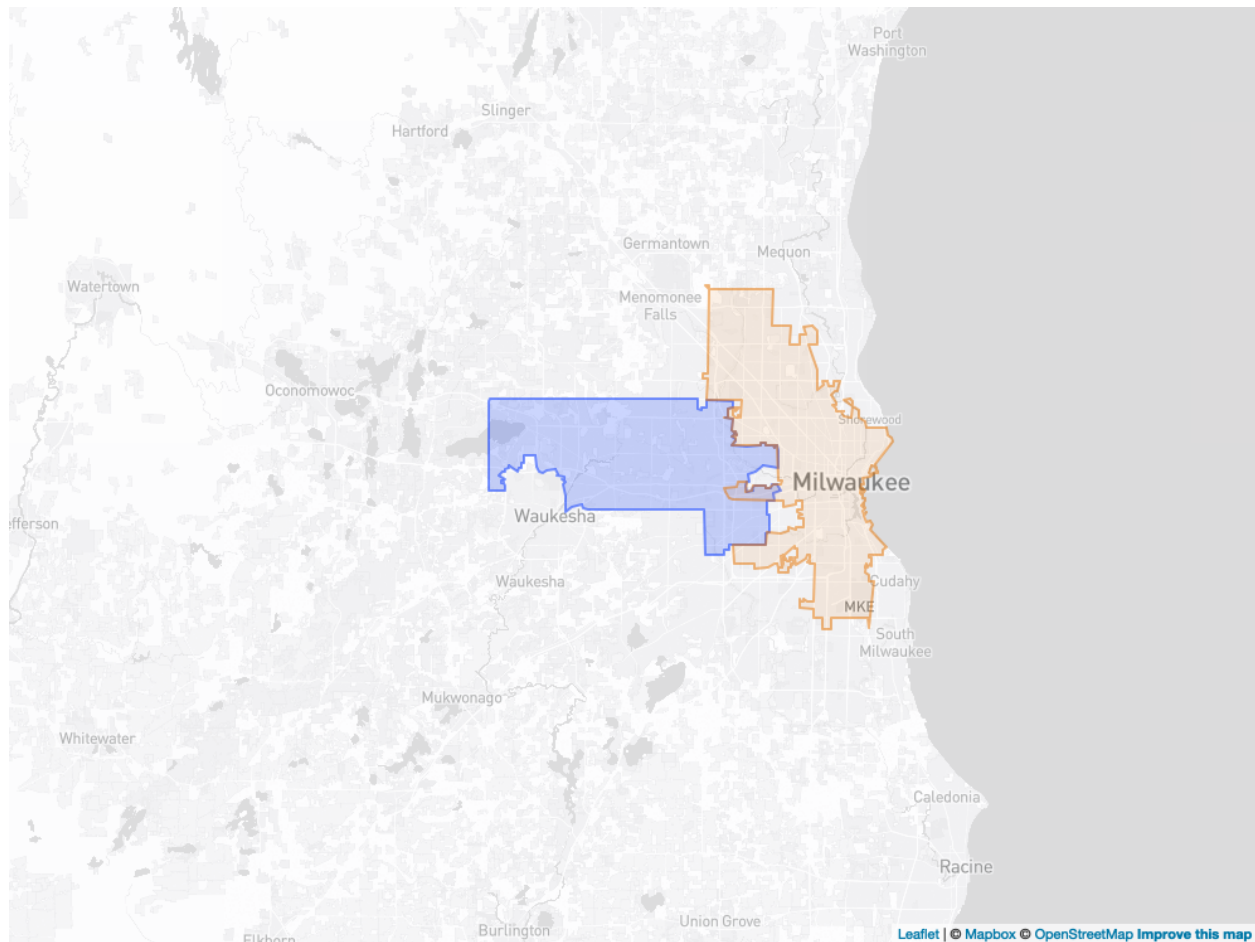 Port
Washington
Slinger
Hartford
Germantown
Mequon
Watertown
Menomonee
Falls
Oconomowoc
Shorewood
Milwaukee
Waukesha
efferson
Waukesha
Cudahy
MKE
South
Milwaukee
Mukwonago
Whitewater
Caledonia
Racine
Union Grove
Burlington
Elkhorn
Leaflet | © Mapbox © OpenStreetMap Improve this map